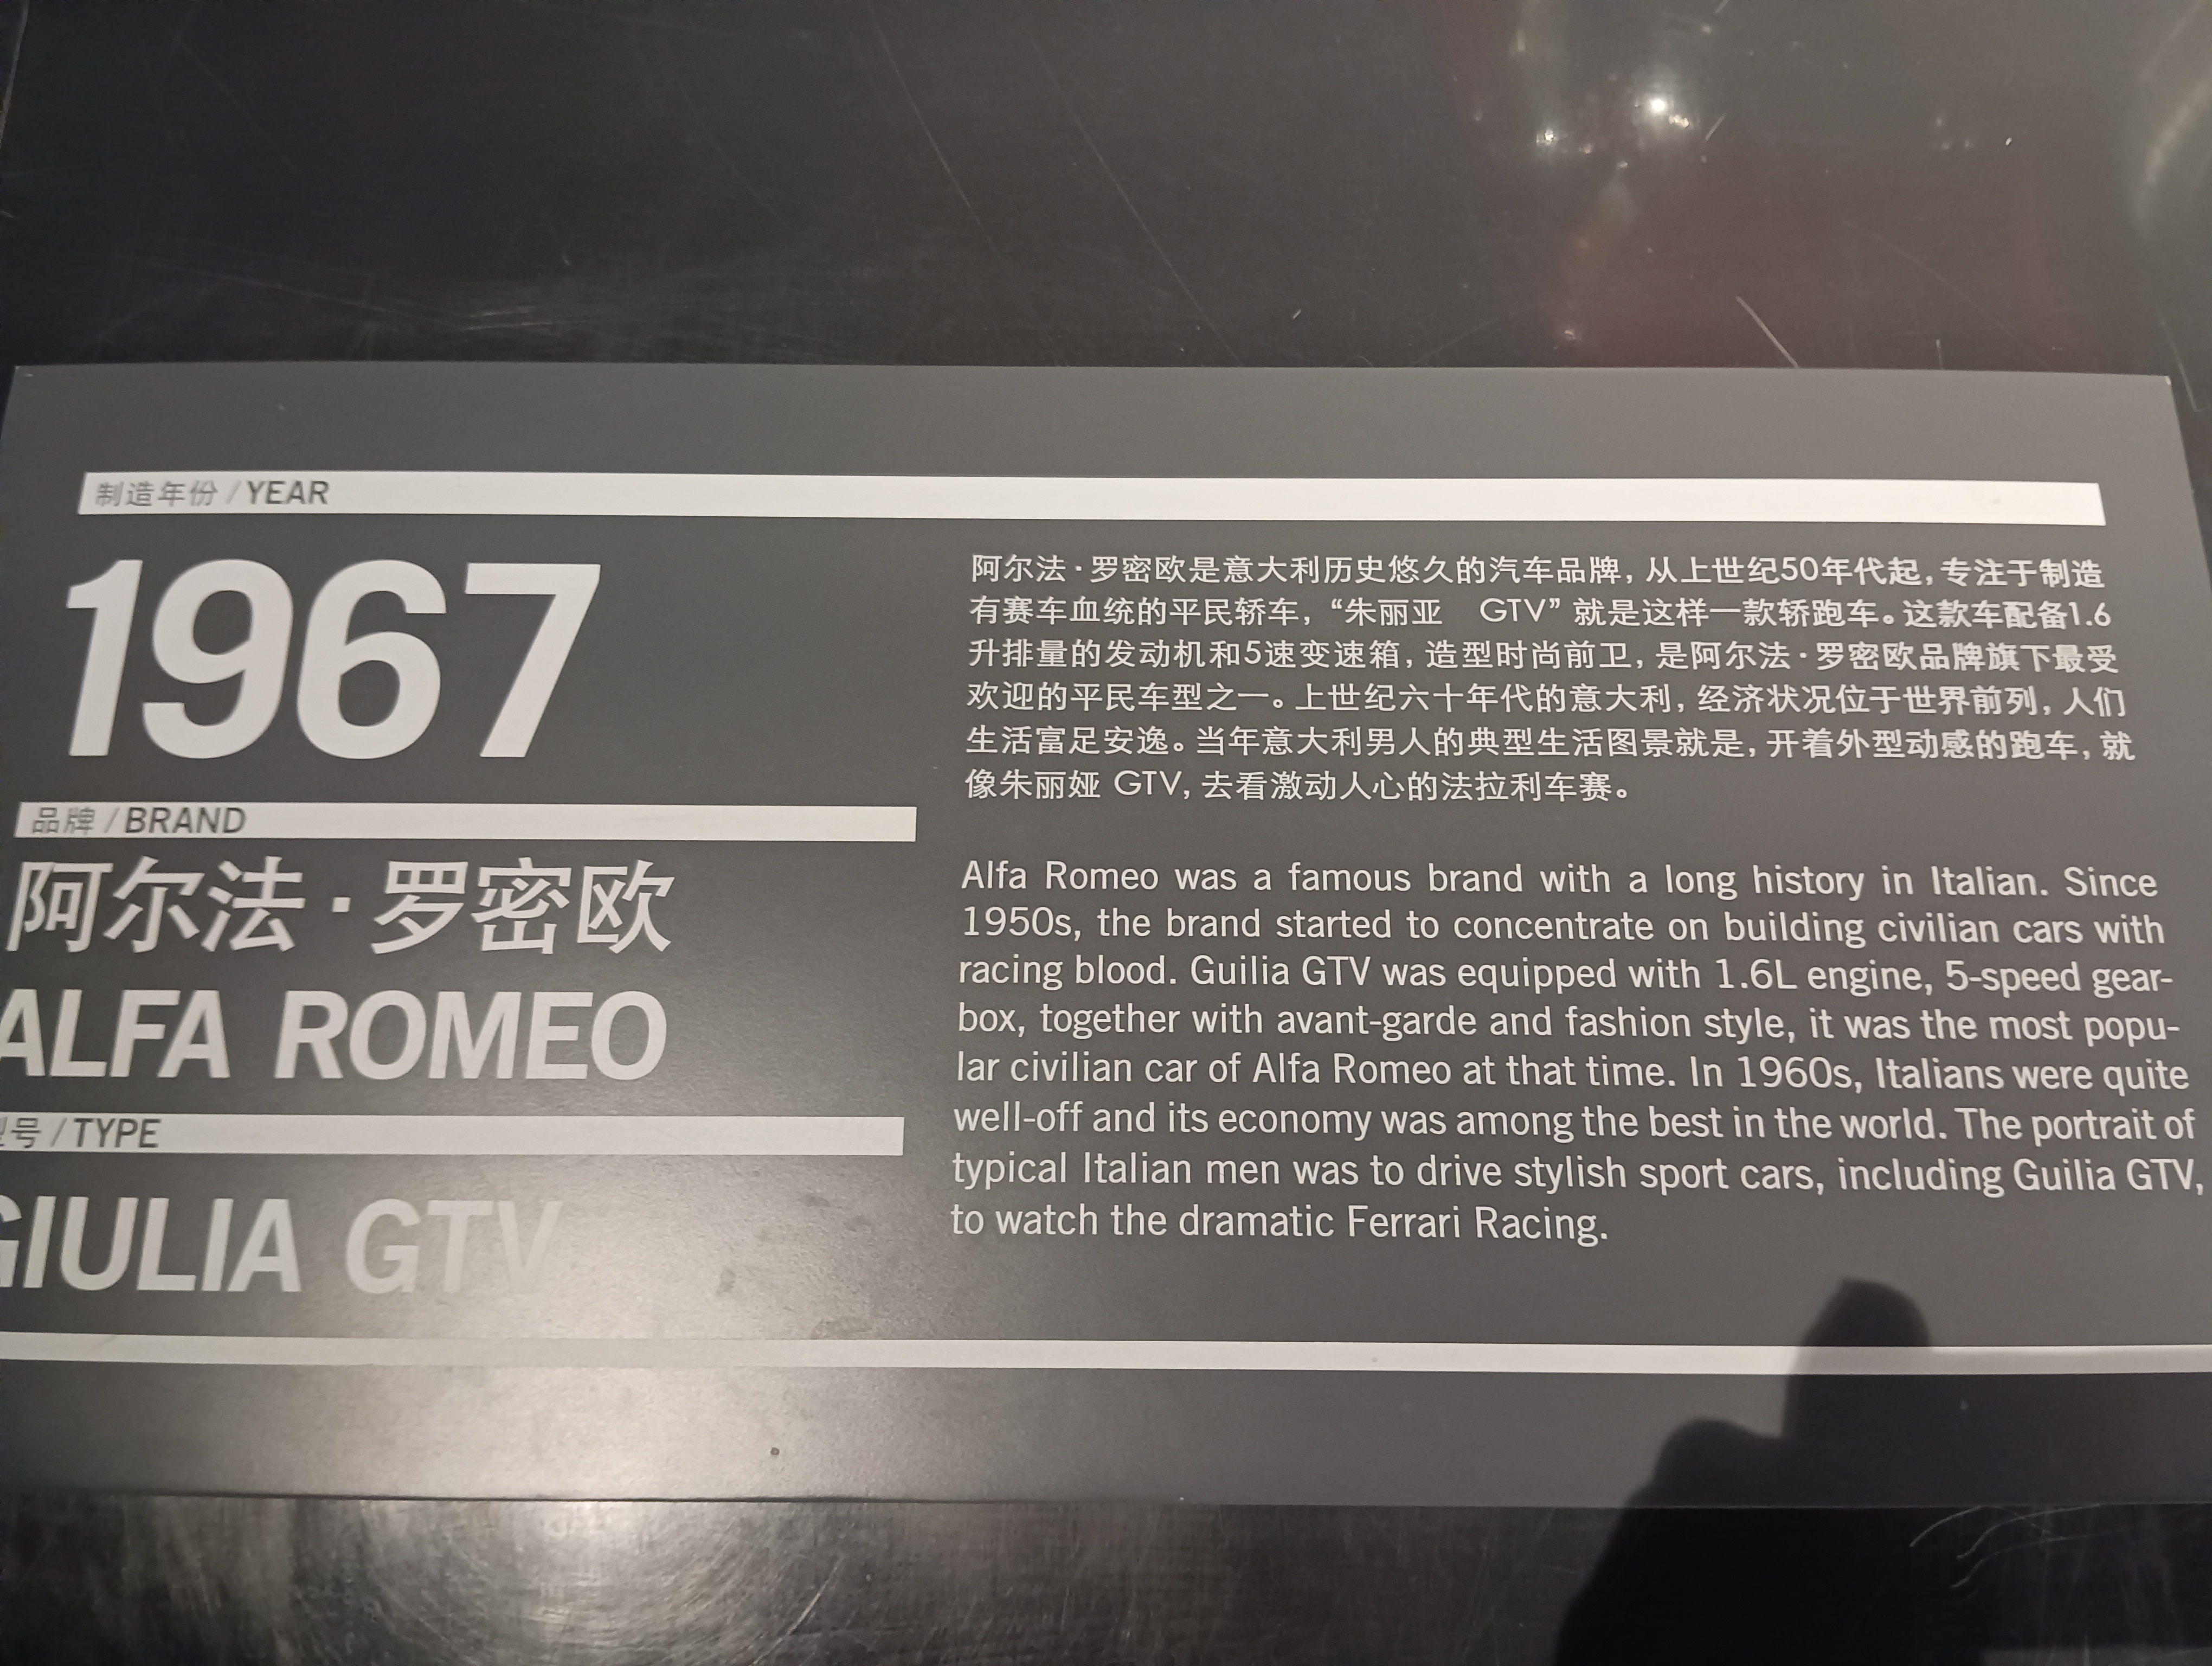 制造年份 / YEAR
1967
品牌 / BRAND
阿尔法·罗密欧
ALFA ROMEO
号 / TYPE
GIULIA GTV
阿尔法·罗密欧是意大利历史悠久的汽车品牌, 从上世纪50年代起, 专注于制造
有赛车血统的平民轿车, “朱丽亚 GTV” 就是这样一款轿跑车。这款车配备1.6
升排量的发动机和5速变速箱, 造型时尚前卫, 是阿尔法·罗密欧品牌旗下最受
欢迎的平民车型之一。上世纪六十年代的意大利, 经济状况位于世界前列, 人们
生活富足安逸。当年意大利男人的典型生活图景就是, 开着外型动感的跑车, 就
像朱丽娅 GTV, 去看激动人心的法拉利车赛。
Alfa Romeo was a famous brand with a long history in Italian. Since
1950s, the brand started to concentrate on building civilian cars with
racing blood. Guilia GTV was equipped with 1.6L engine, 5-speed gear-
box, together with avant-garde and fashion style, it was the most popu-
lar civilian car of Alfa Romeo at that time. In 1960s, Italians were quite
well-off and its economy was among the best in the world. The portrait of
typical Italian men was to drive stylish sport cars, including Guilia GTV,
to watch the dramatic Ferrari Racing.